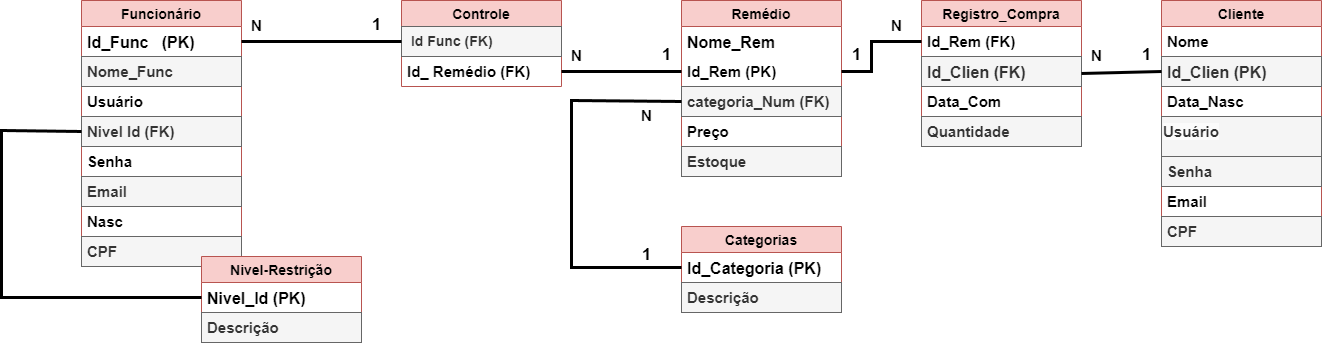 Funcionário
Id_Func (PK)
Nome_Func
Usuário
Nivel Id (FK)
Senha
Email
Nasc
CPF
Nivel-Restrição
Nivel_Id (PK)
Descrição
N
1
Controle
Id Func (FK)
Id_ Remédio (FK)
N
1
Remédio
Nome_Rem
Id_Rem (PK)
categoria_Num (FK)
Preço
Estoque
N
1
Categorias
Id_Categoria (PK)
Descrição
1
N
Registro_Compra
Id_Rem (FK)
Id_Clien (FK)
Data_Com
Quantidade
N
1
Cliente
Nome
Id_Clien (PK)
Data_Nasc
Usuário
Senha
Email
CPF